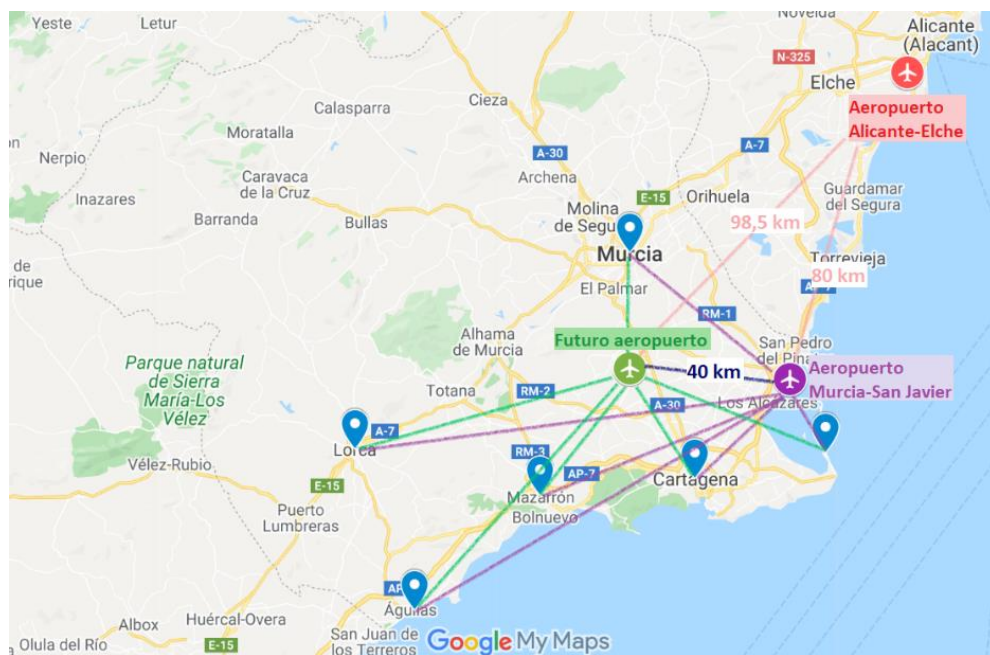 Yeste
Letur
Novelda
Alicante
(Alacant)
N-325
Elche
Aeropuerto
Alicante-Elche
Calasparra
Cieza
Moratalla
A-30
A-7
Nerpio
Caravaca
de la Cruz
Archena
Inazares
E-15
Orihuela
Guardamar
del Segura
Barranda
Bullas
Molina
de Segu
98,5 km
Murcia
Torrevieja
80 km
de
rique
El Palmar
RM-1
Alhama
de Murcia
Futuro aeropuerto
San Pedro
del Pina
Parque natural
de Sierra
María-Los
Vélez
40 km
Aeropuerto
Murcia-San Javier
Totana
RM-2
A-30
Los Alcázares
A-7
Lorca
RM-3
AP-7
Vélez-Rubio
Cartagena
E-15
Mazarrón
Bolnuevo
Puerto
Lumbreras
AP
Águilas
Albox
Huércal-Overa
Olula del Río
E-15
San Juan de
los Terreros
Google My Maps